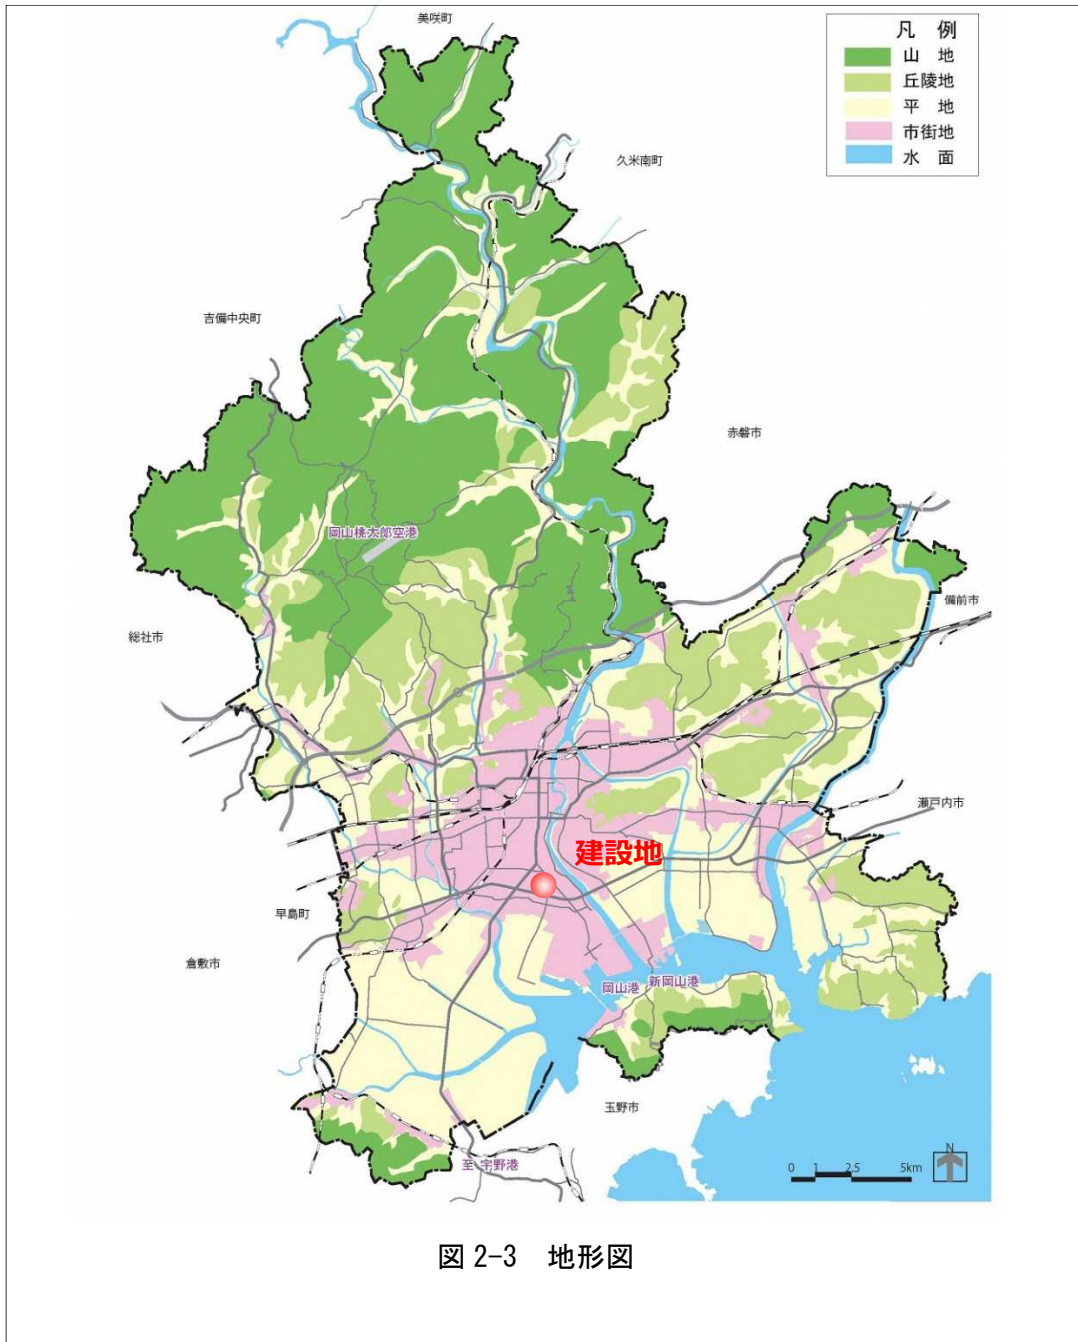 美咲町
凡　例
山　地
丘陵地
平　地
市街地
水　面
久米南町
吉備中央町
赤磐市
岡山桃太郎空港
備前市
総社市
瀬戸内市
建設地
早島町
倉敷市
岡山港
新岡山港
玉野市
至 宇野港
0 1 2.5 5km
N
図 2-3　地形図